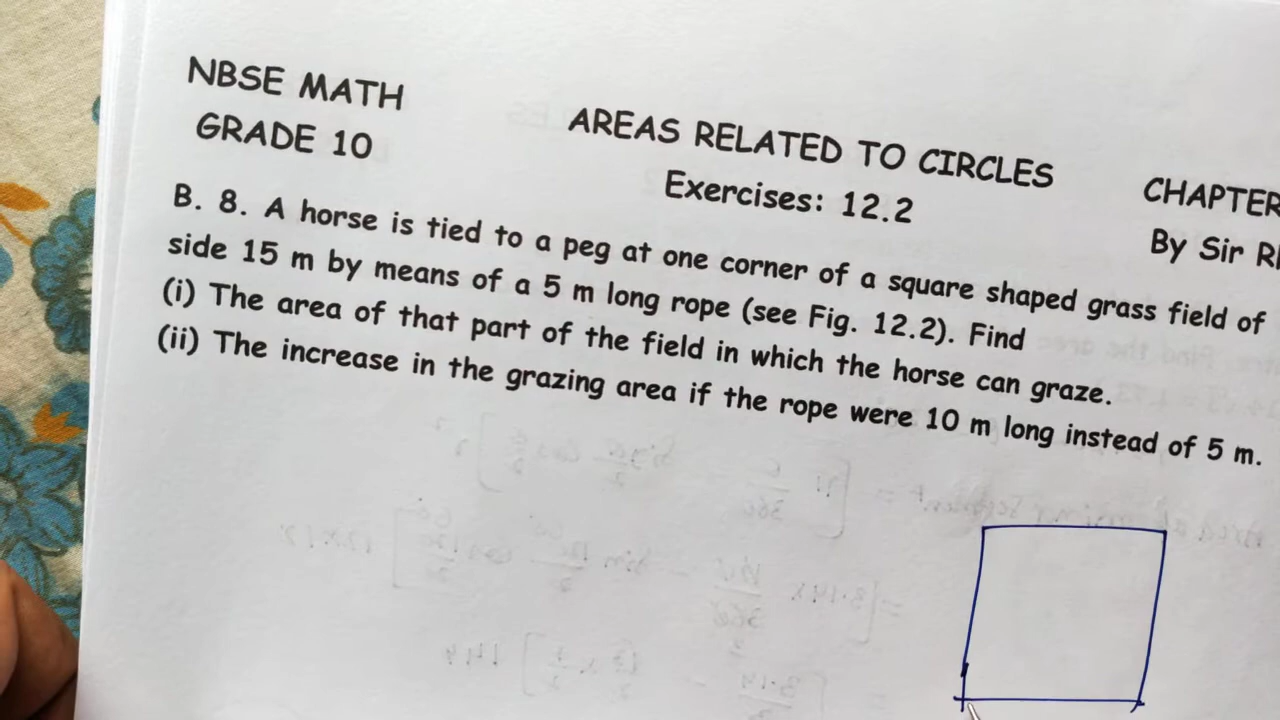 NBSE MATH
GRADE 10
AREAS RELATED TO CIRCLES
Exercises: 12.2
CHAPTER
By Sir
B. 8. A horse is tied to a peg at one corner of a square shaped grass field of
side 15 m by means of a 5 m long rope (see Fig. 12.2). Find
(i) The area of that part of the field in which the horse can graze.
(ii) The increase in the grazing area if the rope were 10 m long instead of 5 m.